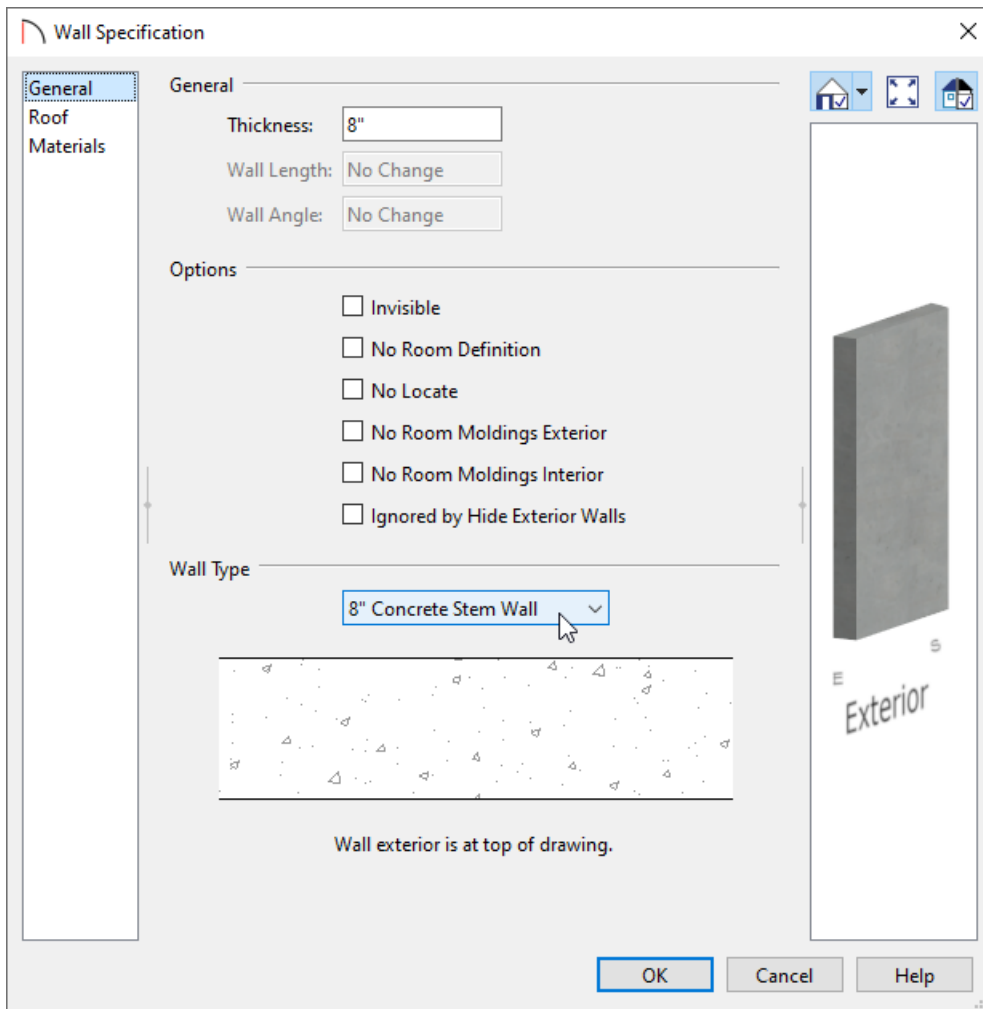 Wall Specification
General
Roof
Materials
General
Thickness: 8"
Wall Length: No Change
Wall Angle: No Change
Options
Invisible
No Room Definition
No Locate
No Room Moldings Exterior
No Room Moldings Interior
Ignored by Hide Exterior Walls
Wall Type
8" Concrete Stem Wall
Wall exterior is at top of drawing.
E S
Exterior
OK Cancel Help